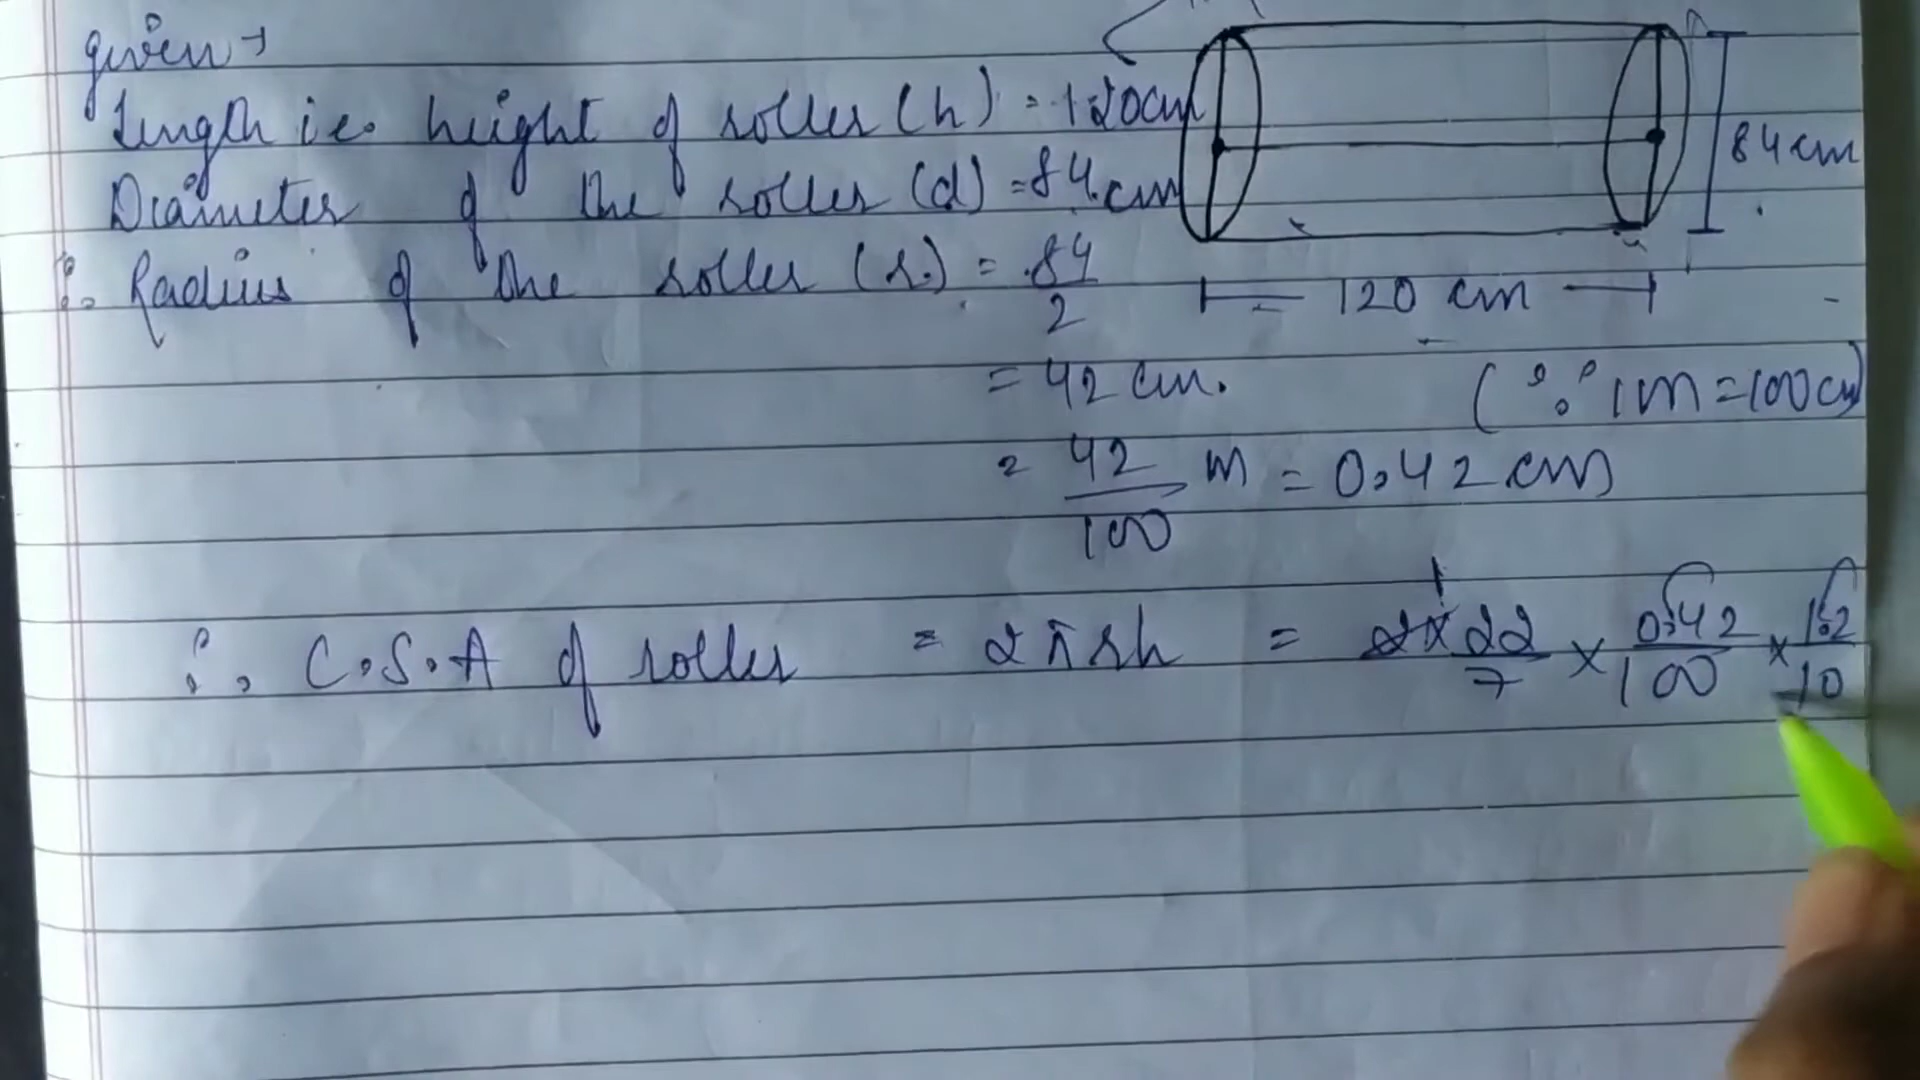 given →
Length i.e. height of roller (h) = 120cm
84 cm
Diameter of the roller (d) = 84 cm
∴ Radius of the roller (r) = 84/2
120 cm
= 42 cm.
(∵ 1m = 100 cm)
= 42/100 m = 0.42 cm
∴ C.S.A of roller = 2πrh = 2×22/7 × 0.42/100 × 1.2/10